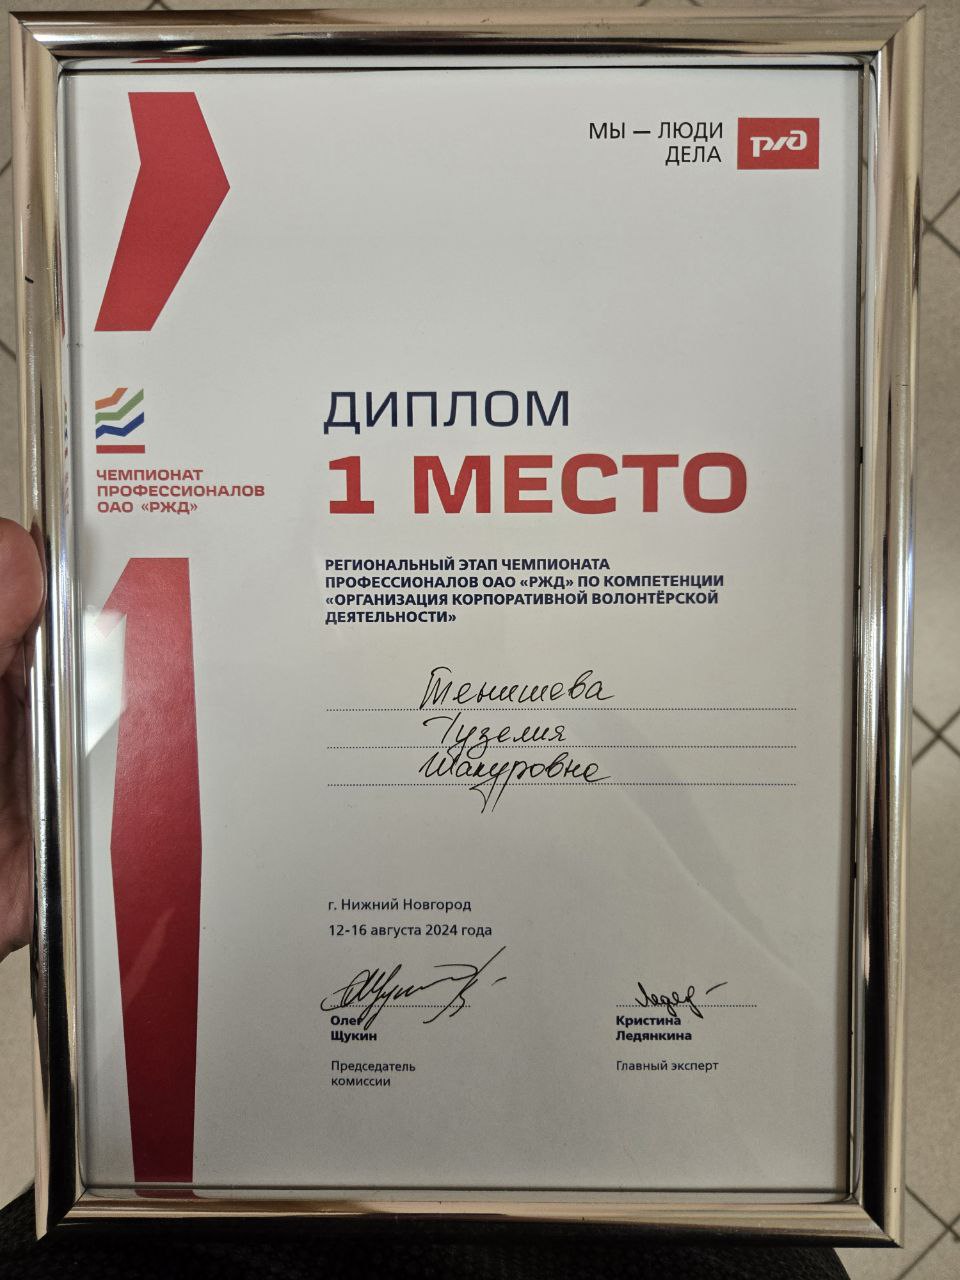 МЫ — ЛЮДИ
ДЕЛА
ржд
ЧЕМПИОНАТ
ПРОФЕССИОНАЛОВ
ОАО «РЖД»
ДИПЛОМ
1 МЕСТО
РЕГИОНАЛЬНЫЙ ЭТАП ЧЕМПИОНАТА
ПРОФЕССИОНАЛОВ ОАО «РЖД» ПО КОМПЕТЕНЦИИ
«ОРГАНИЗАЦИЯ КОРПОРАТИВНОЙ ВОЛОНТЁРСКОЙ
ДЕЯТЕЛЬНОСТИ»
Тенишева
Гузелия
Шакуровна
г. Нижний Новгород
12-16 августа 2024 года
Олег
Щукин
Председатель
комиссии
Кристина
Ледянкина
Главный эксперт